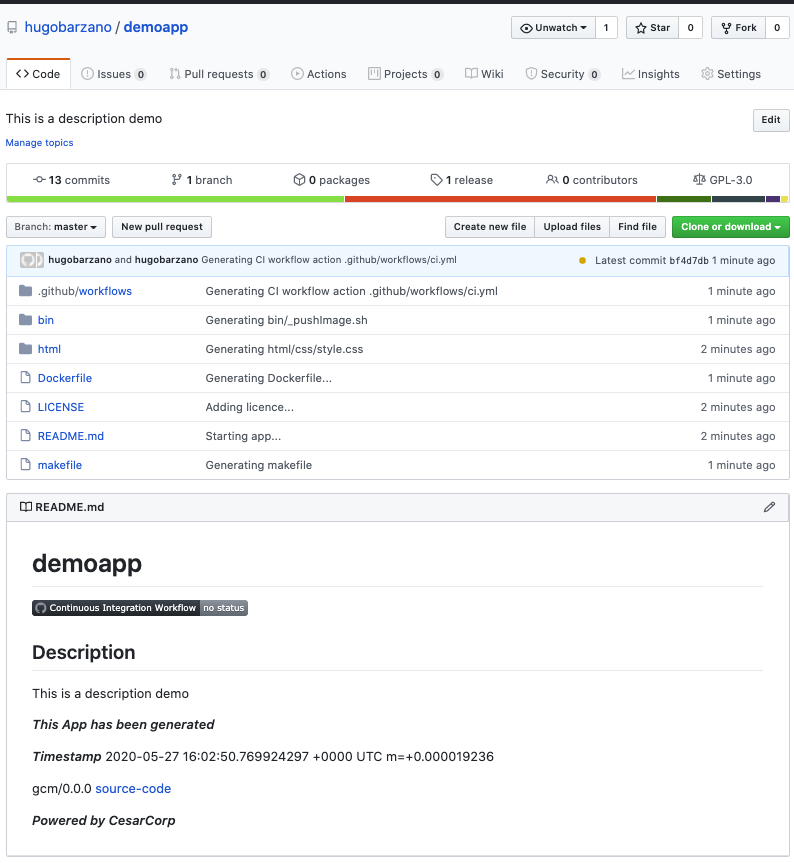 hugobarzano / demoapp
Unwatch 1 Star 0 Fork 0
Code Issues 0 Pull requests 0 Actions Projects 0 Wiki Security 0 Insights Settings
This is a description demo Edit
Manage topics
13 commits 1 branch 0 packages 1 release 0 contributors GPL-3.0
Branch: master New pull request Create new file Upload files Find file Clone or download
hugobarzano and hugobarzano Generating CI workflow action .github/workflows/ci.yml Latest commit bf4d7db 1 minute ago
.github/workflows Generating CI workflow action .github/workflows/ci.yml 1 minute ago
bin Generating bin/_pushImage.sh 1 minute ago
html Generating html/css/style.css 2 minutes ago
Dockerfile Generating Dockerfile... 1 minute ago
LICENSE Adding licence... 2 minutes ago
README.md Starting app... 2 minutes ago
makefile Generating makefile 1 minute ago
README.md
demoapp
Continuous Integration Workflow no status
Description
This is a description demo
This App has been generated
Timestamp 2020-05-27 16:02:50.769924297 +0000 UTC m=+0.000019236
gcm/0.0.0 source-code
Powered by CesarCorp